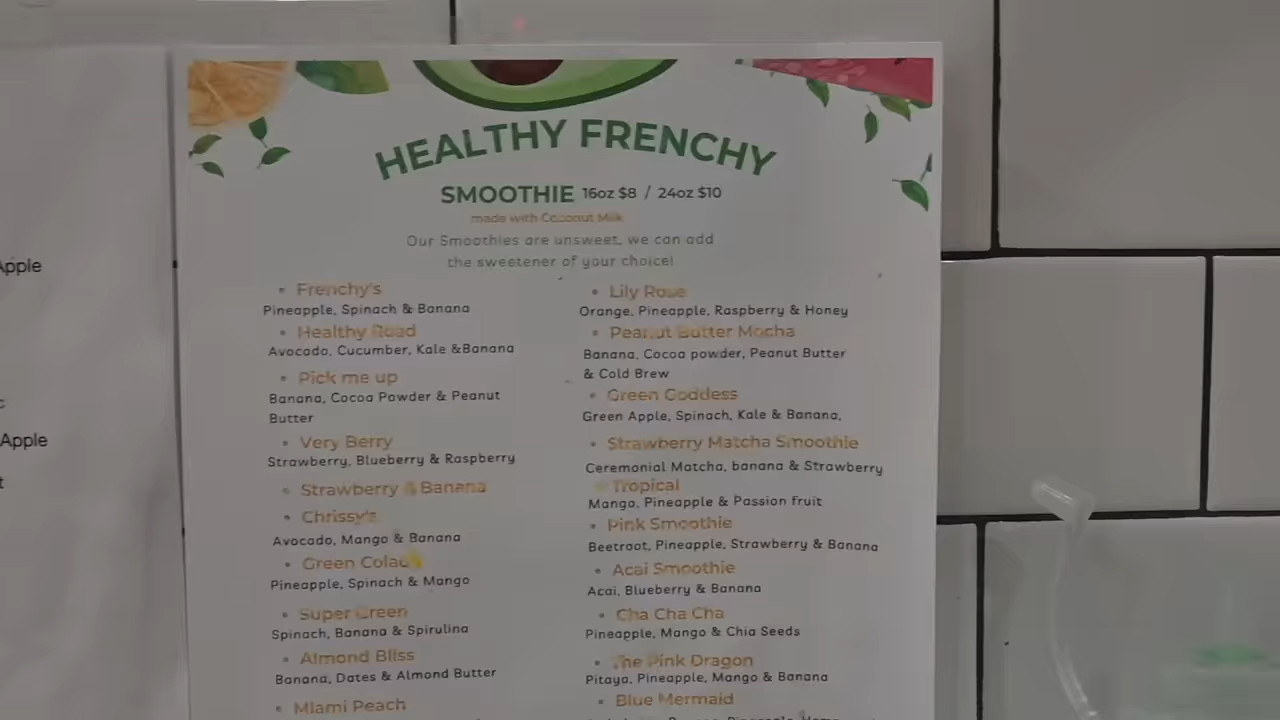 HEALTHY FRENCHY
SMOOTHIE 16oz $8 / 24oz $10
made with Coconut Milk
Our Smoothies are unsweet, we can add
the sweetener of your choice!
Frenchy's
Pineapple, Spinach & Banana
Healthy Road
Avocado, Cucumber, Kale &Banana
Pick me up
Banana, Cocoa Powder & Peanut
Butter
Very Berry
Strawberry, Blueberry & Raspberry
Strawberry & Banana
Chrissy's
Avocado, Mango & Banana
Green Colada
Pineapple, Spinach & Mango
Super Green
Spinach, Banana & Spirulina
Almond Bliss
Banana, Dates & Almond Butter
Miami Peach
Lily Rose
Orange, Pineapple, Raspberry & Honey
Peanut Butter Mocha
Banana, Cocoa powder, Peanut Butter
& Cold Brew
Green Goddess
Green Apple, Spinach, Kale & Banana,
Strawberry Matcha Smoothie
Ceremonial Matcha, banana & Strawberry
Tropical
Mango, Pineapple & Passion fruit
Pink Smoothie
Beetroot, Pineapple, Strawberry & Banana
Acai Smoothie
Acai, Blueberry & Banana
Cha Cha Cha
Pineapple, Mango & Chia Seeds
The Pink Dragon
Pitaya, Pineapple, Mango & Banana
Blue Mermaid
Apple
Apple